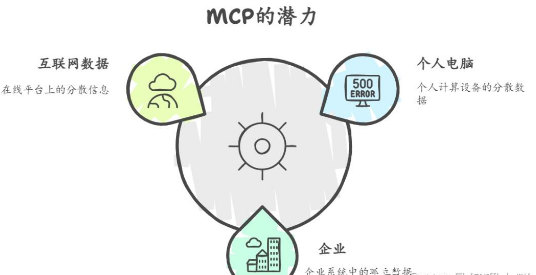 MCP的潜力
互联网数据
在线平台上的分散信息
个人电脑
个人计算设备的分散数
据
500
ERROR
企业
企业系统中的孤立数据